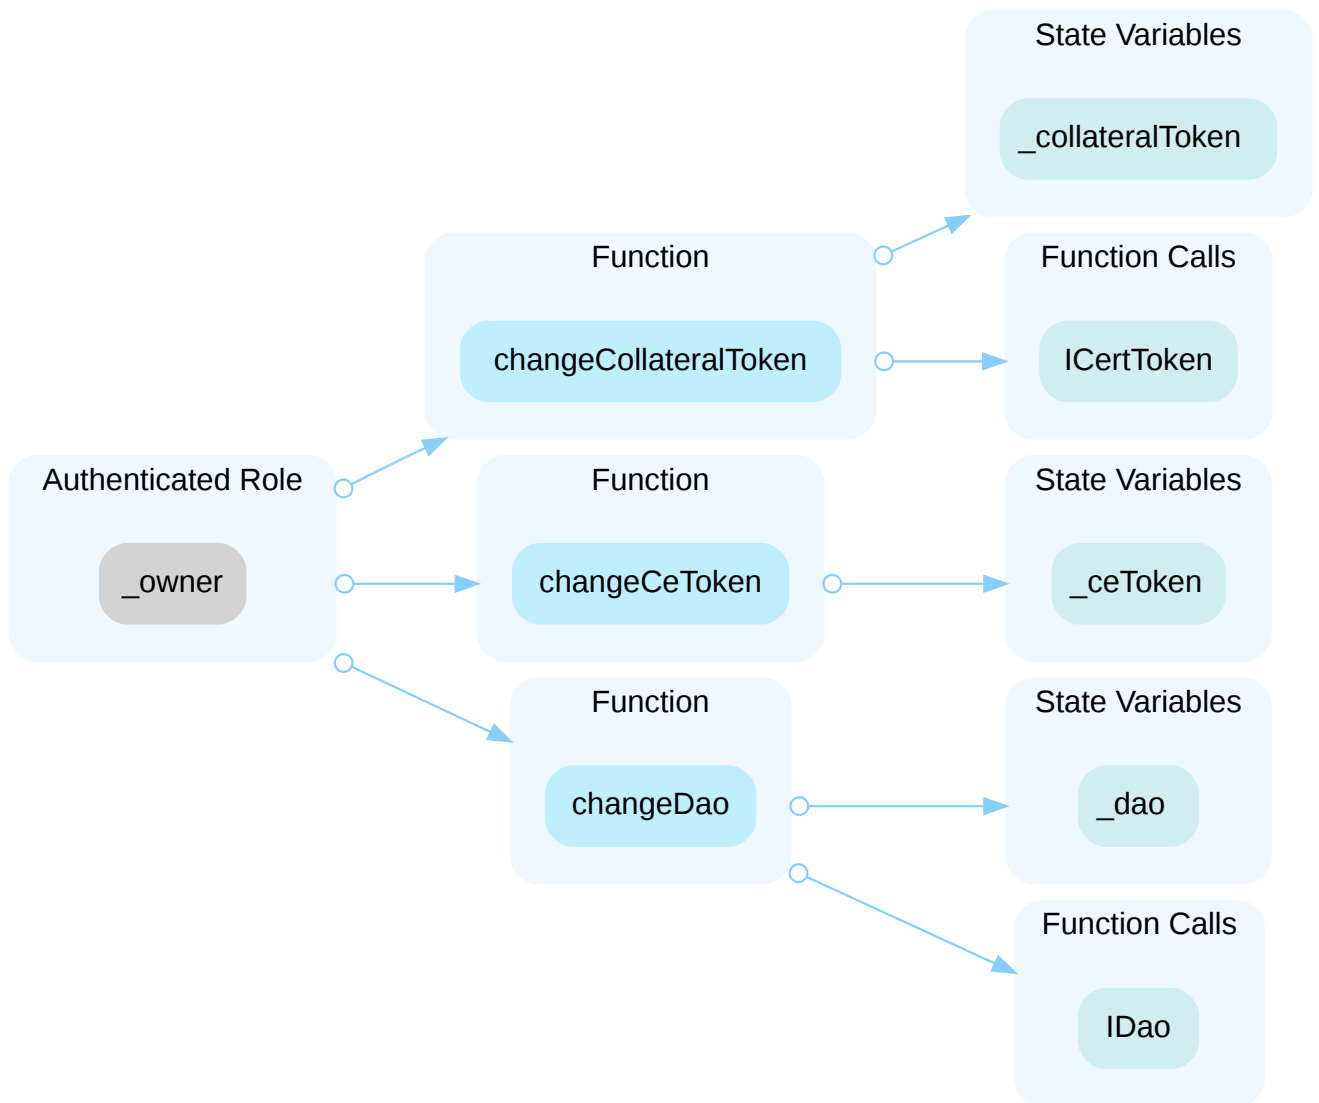 State Variables
_collateralToken
Function
changeCollateralToken
Function Calls
ICertToken
Authenticated Role
_owner
Function
changeCeToken
State Variables
_ceToken
Function
changeDao
State Variables
_dao
Function Calls
IDao